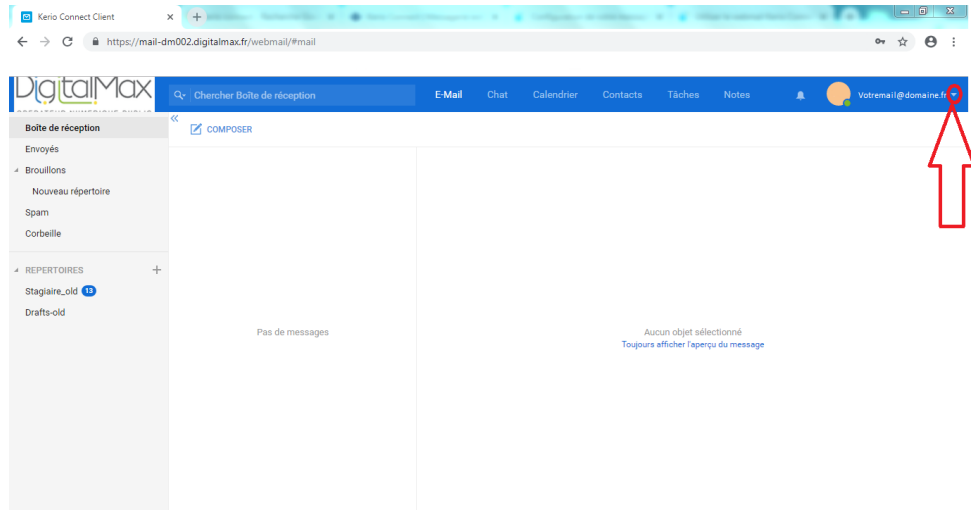 Kerio Connect Client
https://mail-dm002.digitalmax.fr/webmail/#mail
DigitalMax
Chercher Boîte de réception
E-Mail
Chat
Calendrier
Contacts
Tâches
Notes
Votremail@domaine.fr
Boîte de réception
COMPOSER
Envoyés
Brouillons
Nouveau répertoire
Spam
Corbeille
REPERTOIRES
Stagiaire_old 13
Drafts-old
Pas de messages
Aucun objet sélectionné
Toujours afficher l'aperçu du message